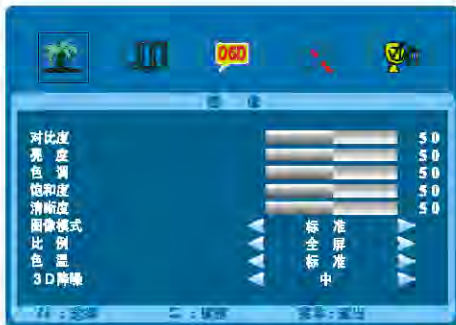 图 像
对比度 50
亮 度 50
色 调 50
饱和度 50
清晰度 50
图像模式 标 准
比 例 全 屏
色 温 标 准
3D降噪 中